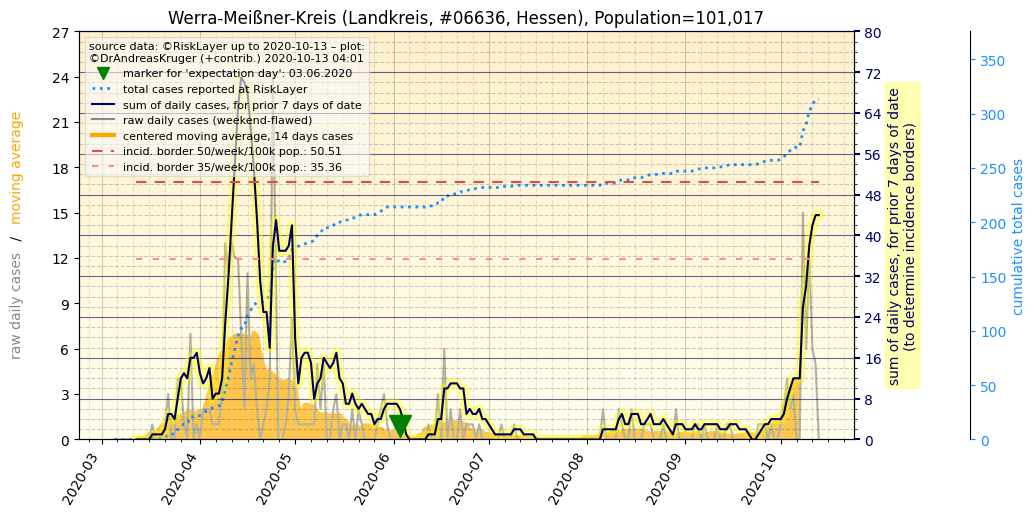 Werra-Meißner-Kreis (Landkreis, #06636, Hessen), Population=101,017
source data: ©RiskLayer up to 2020-10-13 – plot:
©DrAndreasKruger (+contrib.) 2020-10-13 04:01
marker for 'expectation day': 03.06.2020
total cases reported at RiskLayer
sum of daily cases, for prior 7 days of date
raw daily cases (weekend-flawed)
centered moving average, 14 days cases
incid. border 50/week/100k pop.: 50.51
incid. border 35/week/100k pop.: 35.36
raw daily cases / moving average
27
24
21
18
15
12
9
6
3
0
80
72
64
56
48
40
32
24
16
8
0
sum of daily cases, for prior 7 days of date
(to determine incidence borders)
350
300
250
200
150
100
50
0
cumulative total cases
2020-03
2020-04
2020-05
2020-06
2020-07
2020-08
2020-09
2020-10